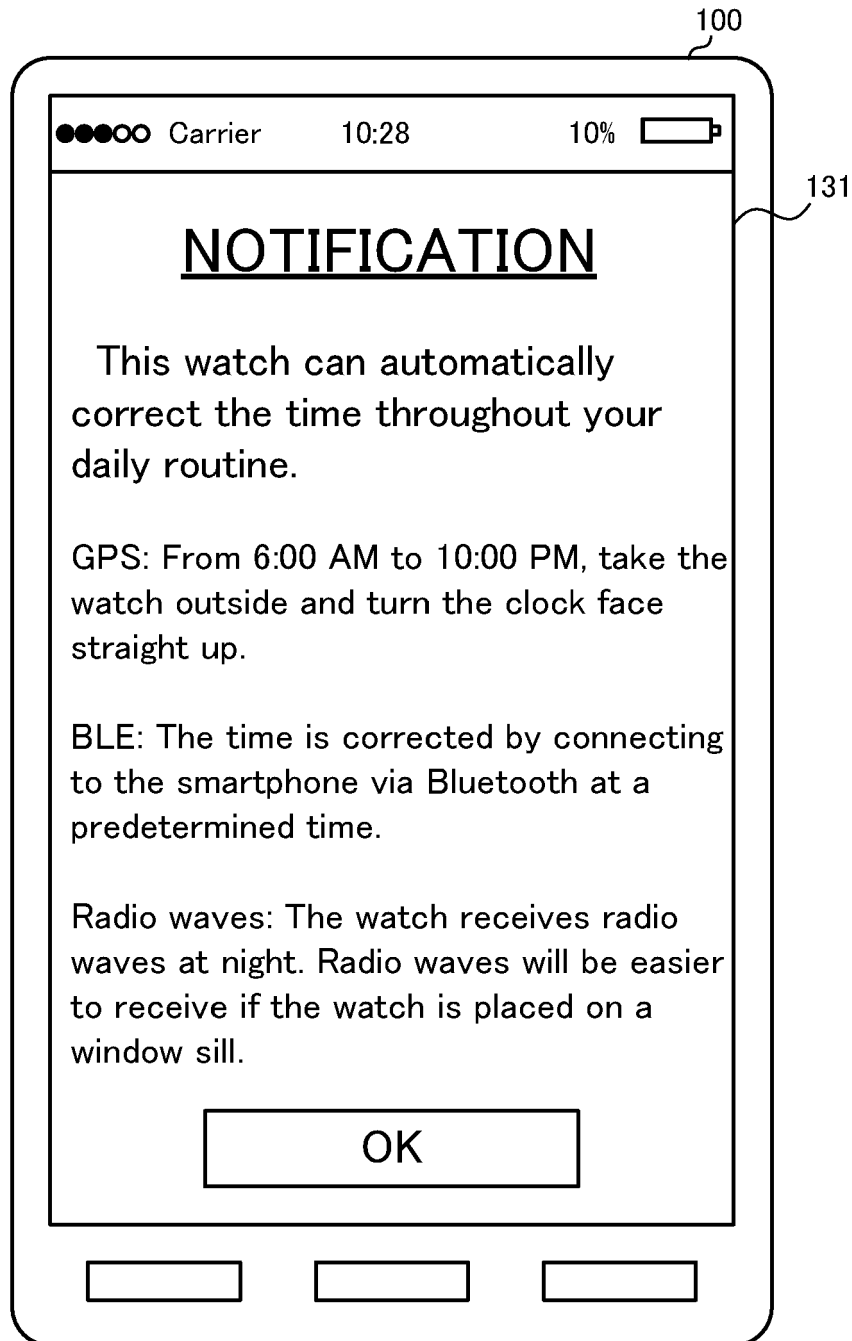 100
Carrier 10:28 10%
131
NOTIFICATION
This watch can automatically
correct the time throughout your
daily routine.
GPS: From 6:00 AM to 10:00 PM, take the
watch outside and turn the clock face
straight up.
BLE: The time is corrected by connecting
to the smartphone via Bluetooth at a
predetermined time.
Radio waves: The watch receives radio
waves at night. Radio waves will be easier
to receive if the watch is placed on a
window sill.
OK